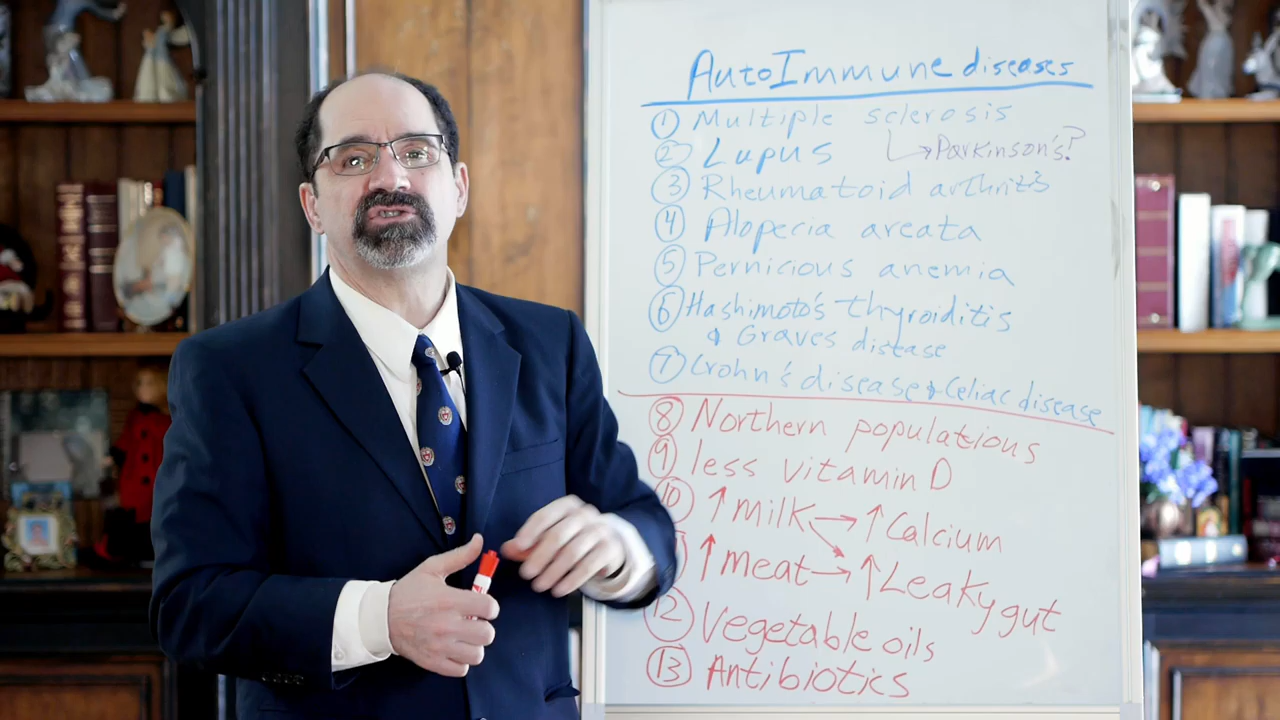 AutoImmune diseases
① Multiple sclerosis
② Lupus ↳Parkinson's?
③ Rheumatoid arthritis
④ Alopecia areata
⑤ Pernicious anemia
⑥ Hashimoto's thyroiditis
& Graves disease
⑦ Crohn's disease & Celiac disease
⑧ Northern populations
⑨ less vitamin D
⑩ ↑ milk → ↑ Calcium
↑ meat → ↑ Leaky gut
⑫ Vegetable oils
⑬ Antibiotics